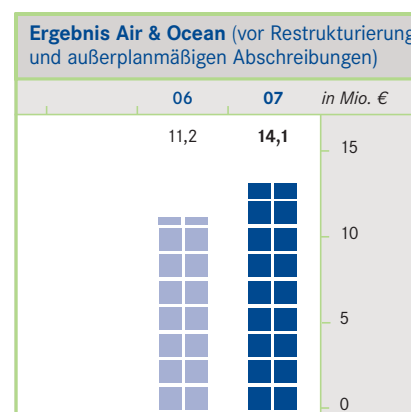 Ergebnis Air & Ocean (vor Restrukturierung
und außerplanmäßigen Abschreibungen)
06 07 in Mio. €
11,2 14,1
15
10
5
0